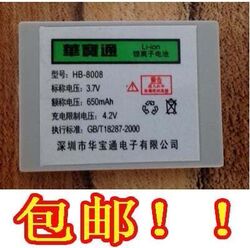 華寶通
Li-ion
锂离子电池
型号: HB-8008
标称电压: 3.7V
额称容量: 650mAh
充电限制电压: 4.2V
执行标准: GB/T18287-2000
深圳市华宝通电子有限公司
包邮！！